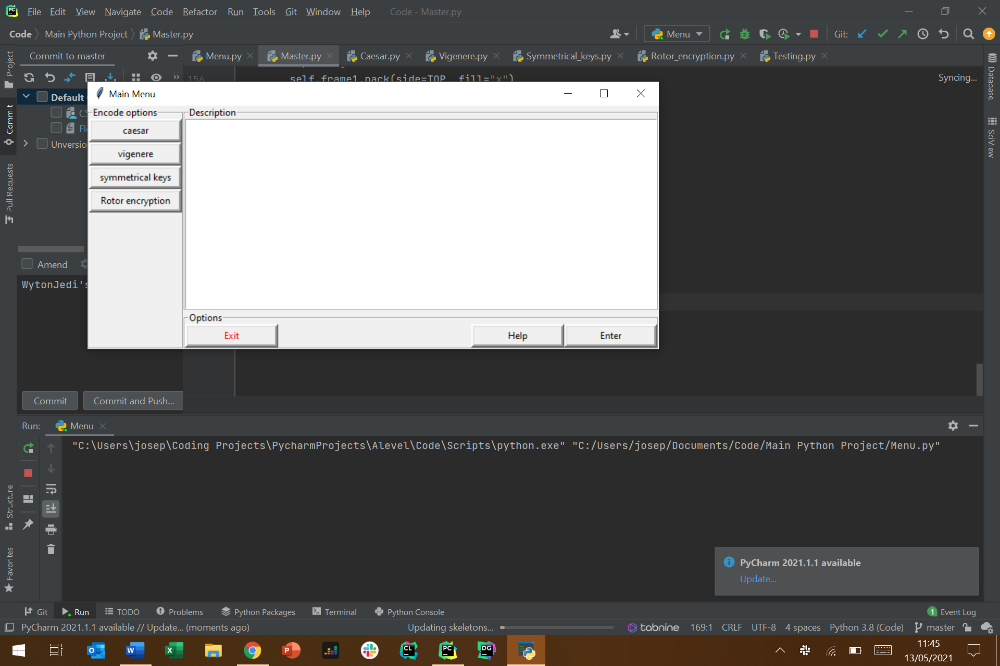 File Edit View Navigate Code Refactor Run Tools Git Window Help Code - Master.py
Code Main Python Project Master.py Menu Git:
Commit to master Menu.py Master.py Caesar.py Vigenere.py Symmetrical_keys.py Rotor_encryption.py Testing.py
156 self.frame1.pack(side=TOP fill="x") Syncing...
Project
Commit
Pull Requests
Structure
Favorites
Database
SciView
Default
CS
Fl
Unversio
Amend
WytonJedi's
Commit Commit and Push...
Main Menu
Encode options
caesar
vigenere
symmetrical keys
Rotor encryption
Description
Options
Exit Help Enter
Run: Menu
"C:\Users\josep\Coding Projects\PycharmProjects\Alevel\Code\Scripts\python.exe" "C:/Users/josep/Documents/Code/Main Python Project/Menu.py"
PyCharm 2021.1.1 available
Update...
Git Run TODO Problems Python Packages Terminal Python Console 1 Event Log
PyCharm 2021.1.1 available // Update... (moments ago) Updating skeletons... tabnine 169:1 CRLF UTF-8 4 spaces Python 3.8 (Code) master
11:45
13/05/2021